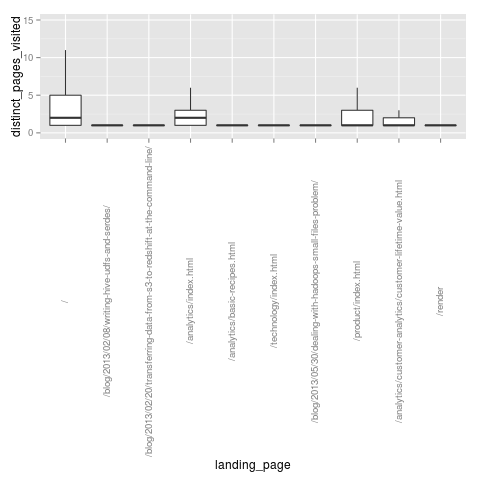 distinct_pages_visited
15
10
5
0
/
/blog/2013/02/08/writing-hive-udfs-and-serdes/
/blog/2013/02/20/transferring-data-from-s3-to-redshift-at-the-command-line/
/analytics/index.html
/analytics/basic-recipes.html
/technology/index.html
/blog/2013/05/30/dealing-with-hadoops-small-files-problem/
/product/index.html
/analytics/customer-analytics/customer-lifetime-value.html
/render
landing_page